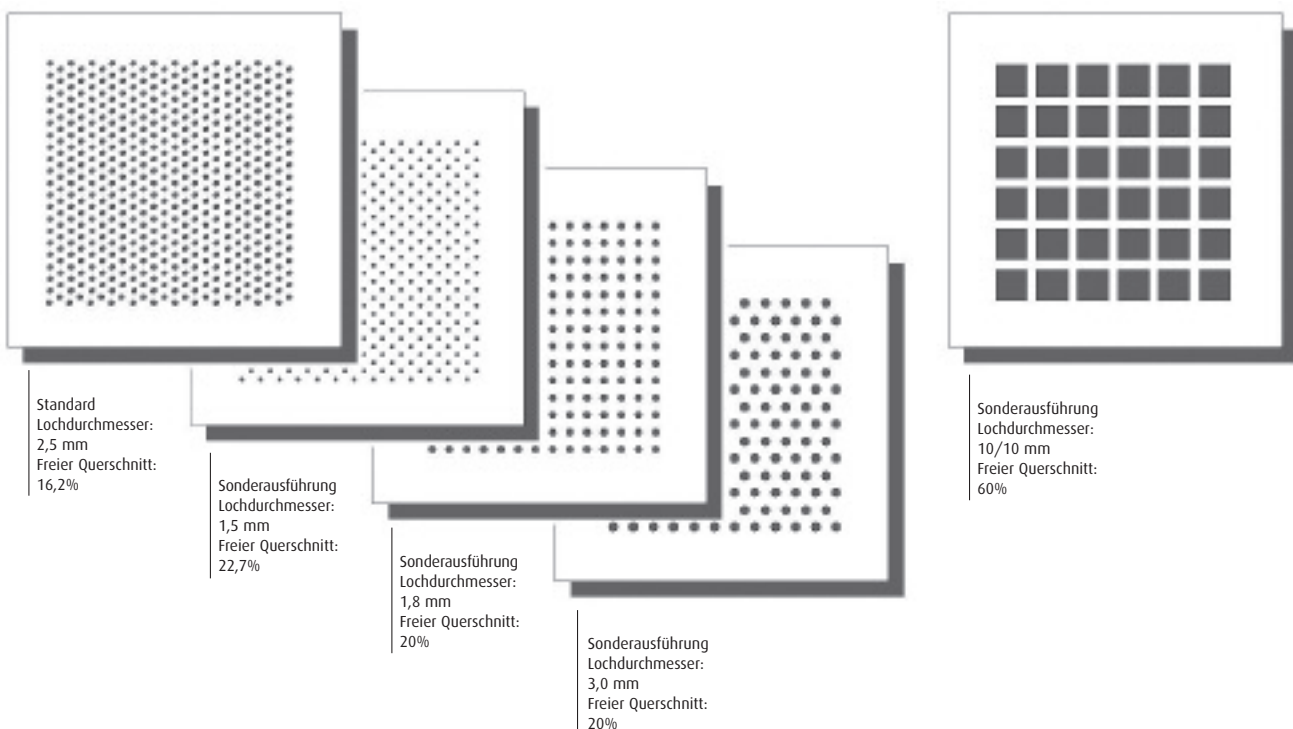 Standard
Lochdurchmesser:
2,5 mm
Freier Querschnitt:
16,2%
Sonderausführung
Lochdurchmesser:
1,5 mm
Freier Querschnitt:
22,7%
Sonderausführung
Lochdurchmesser:
1,8 mm
Freier Querschnitt:
20%
Sonderausführung
Lochdurchmesser:
3,0 mm
Freier Querschnitt:
20%
Sonderausführung
Lochdurchmesser:
10/10 mm
Freier Querschnitt:
60%